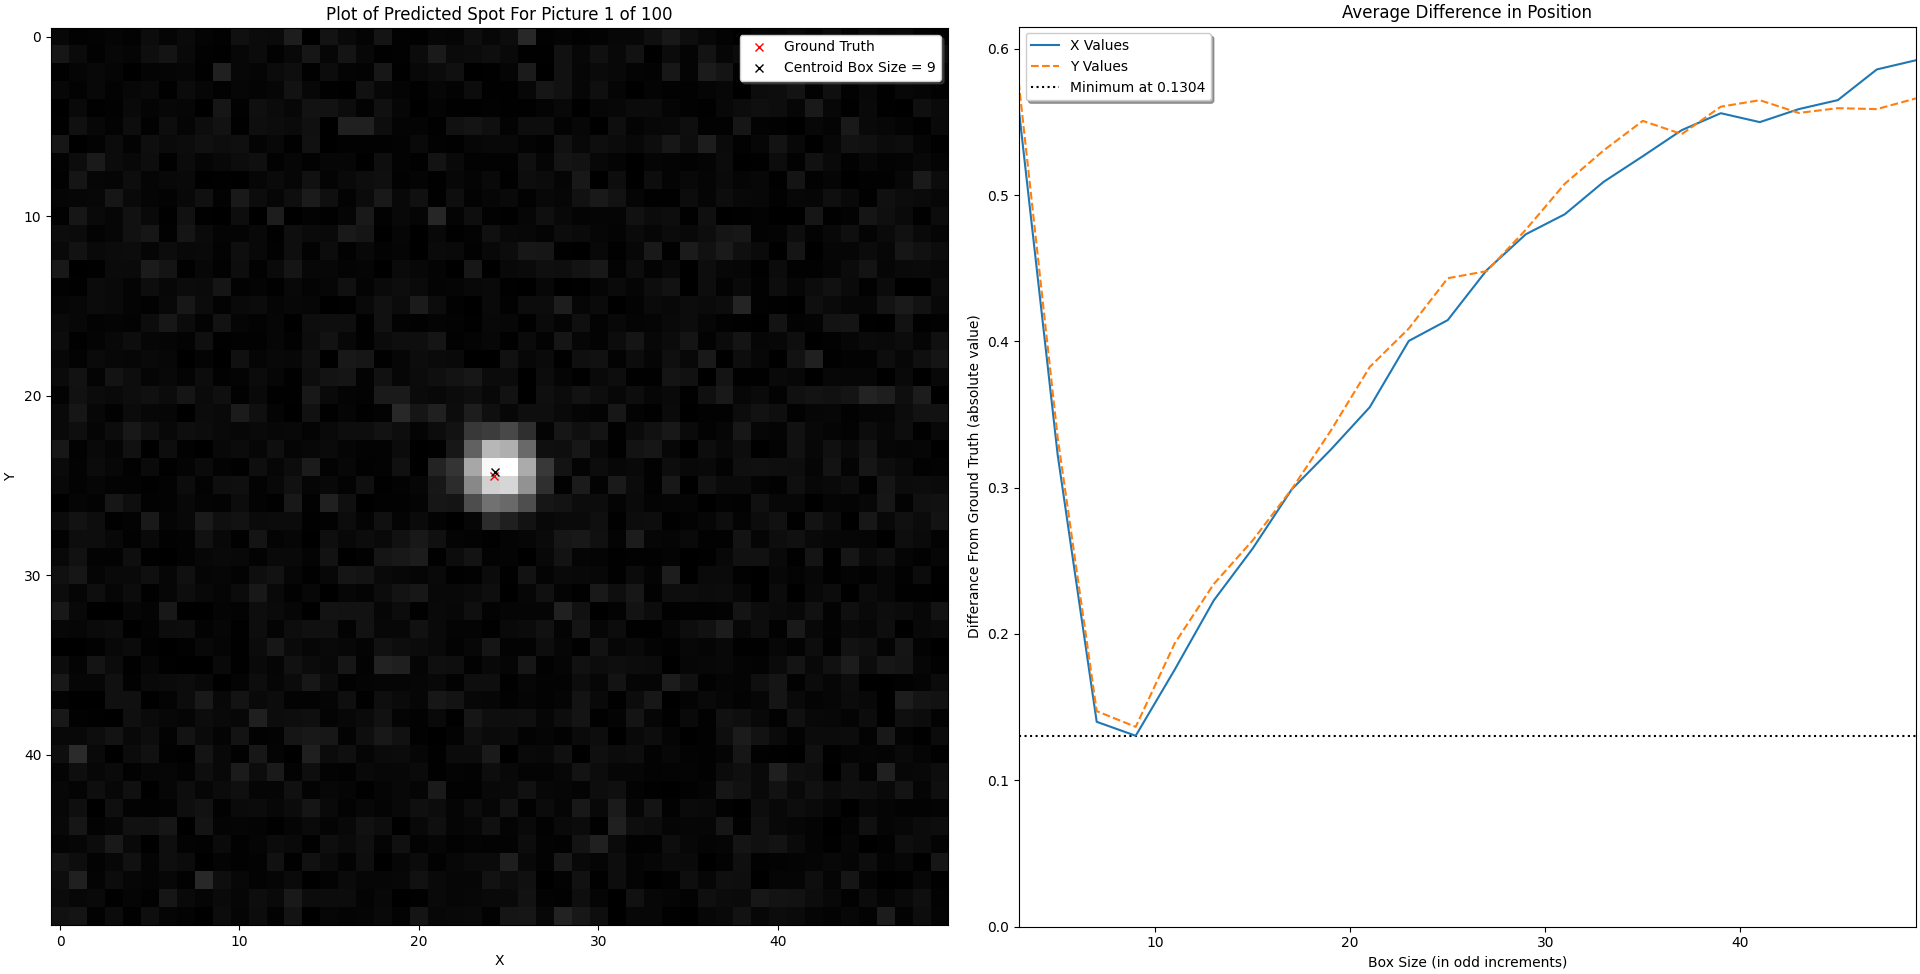 Plot of Predicted Spot For Picture 1 of 100
Ground Truth
Centroid Box Size = 9
0
10
20
30
40
Y
0 10 20 30 40
X
Average Difference in Position
X Values
Y Values
Minimum at 0.1304
0.6
0.5
0.4
0.3
0.2
0.1
0.0
Differance From Ground Truth (absolute value)
10 20 30 40
Box Size (in odd increments)